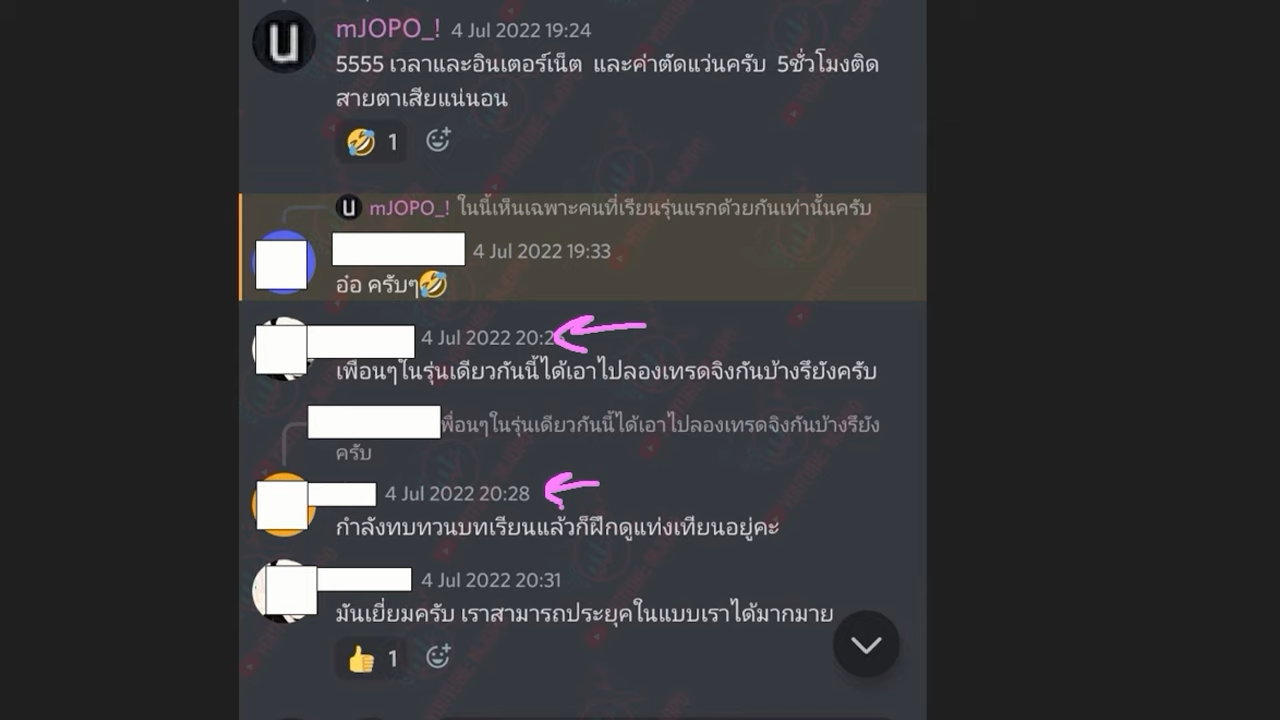 mJOPO_! 4 Jul 2022 19:24
5555 เวลาและอินเตอร์เน็ต และค่าตัดแว่นครับ 5ชั่วโมงติด
สายตาเสียแน่นอน
🤣 1
mJOPO_! ในนี้เห็นเฉพาะคนที่เรียนรุ่นแรกด้วยกันเท่านั้นครับ
4 Jul 2022 19:33
อ๋อ ครับๆ🤣
4 Jul 2022
เพื่อนๆในรุ่นเดียวกันนี้ได้เอาไปลองเทรดจิงกันบ้างรึยังครับ
พื่อนๆในรุ่นเดียวกันนี้ได้เอาไปลองเทรดจิงกันบ้างรึยัง
ครับ
4 Jul 2022 20:28
กำลังทบทวนบทเรียนแล้วก็ฝึกดูแท่งเทียนอยู่คะ
4 Jul 2022 20:31
มันเยี่ยมครับ เราสามารถประยุคในแบบเราได้มากมาย
👍 1